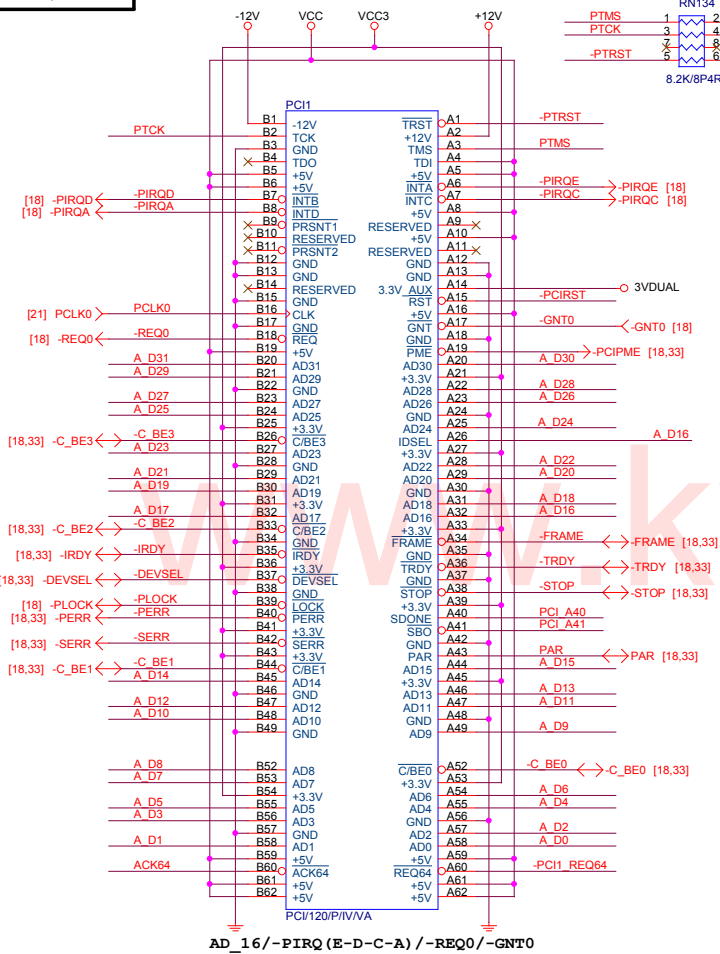 RN134
-12V VCC VCC3 +12V
PTMS 1 2
PTCK 3 4
7 8
-PTRST 5 6
8.2K/8P4R
PCI1
B1 -12V TRST A1 -PTRST
PTCK B2 TCK +12V A2
B3 GND TMS A3 PTMS
B4 TDO TDI A4
B5 +5V +5V A5
B6 +5V INTA A6 -PIRQE -PIRQE [18]
[18] -PIRQD -PIRQD B7 INTB INTC A7 -PIRQC -PIRQC [18]
[18] -PIRQA -PIRQA B8 INTD +5V A8
B9 PRSNT1 RESERVED A9
B10 RESERVED +5V A10
B11 PRSNT2 RESERVED A11
B12 GND GND A12
B13 GND GND A13
B14 RESERVED 3.3V_AUX A14 3VDUAL
B15 GND RST A15 -PCIRST
[21] PCLK0 PCLK0 B16 CLK +5V A16
B17 GND GNT A17 -GNT0 -GNT0 [18]
[18] -REQ0 -REQ0 B18 REQ GND A18
B19 +5V PME A19 -PCIPME [18,33]
A_D31 B20 AD31 AD30 A20 A_D30
A_D29 B21 AD29 +3.3V A21
B22 GND AD28 A22 A_D28
A_D27 B23 AD27 AD26 A23 A_D26
A_D25 B24 AD25 GND A24
B25 +3.3V AD24 A25 A_D24
[18,33] -C_BE3 -C_BE3 B26 C/BE3 IDSEL A26 A_D16
A_D23 B27 AD23 +3.3V A27
B28 GND AD22 A28 A_D22
A_D21 B29 AD21 AD20 A29 A_D20
A_D19 B30 AD19 GND A30
B31 +3.3V AD18 A31 A_D18
A_D17 B32 AD17 AD16 A32 A_D16
[18,33] -C_BE2 -C_BE2 B33 C/BE2 +3.3V A33
B34 GND FRAME A34 -FRAME -FRAME [18,33]
[18,33] -IRDY -IRDY B35 IRDY GND A35
B36 +3.3V TRDY A36 -TRDY -TRDY [18,33]
[18,33] -DEVSEL -DEVSEL B37 DEVSEL GND A37
B38 GND STOP A38 -STOP -STOP [18,33]
[18] -PLOCK -PLOCK B39 LOCK +3.3V A39
[18,33] -PERR -PERR B40 PERR SDONE A40 PCI_A40
B41 +3.3V SBO A41 PCI_A41
[18,33] -SERR -SERR B42 SERR GND A42
B43 +3.3V PAR A43 PAR PAR [18,33]
[18,33] -C_BE1 -C_BE1 B44 C/BE1 AD15 A44 A_D15
A_D14 B45 AD14 +3.3V A45
B46 GND AD13 A46 A_D13
A_D12 B47 AD12 AD11 A47 A_D11
A_D10 B48 AD10 GND A48
B49 GND AD9 A49 A_D9
A_D8 B52 AD8 C/BE0 A52 -C_BE0 -C_BE0 [18,33]
A_D7 B53 AD7 +3.3V A53
B54 +3.3V AD6 A54 A_D6
A_D5 B55 AD5 AD4 A55 A_D4
A_D3 B56 AD3 GND A56
B57 GND AD2 A57 A_D2
A_D1 B58 AD1 AD0 A58 A_D0
B59 +5V +5V A59
ACK64 B60 ACK64 REQ64 A60 -PCI1_REQ64
B61 +5V +5V A61
B62 +5V +5V A62
PCI/120/P/IV/VA
AD_16/-PIRQ(E-D-C-A)/-REQ0/-GNT0
www.k